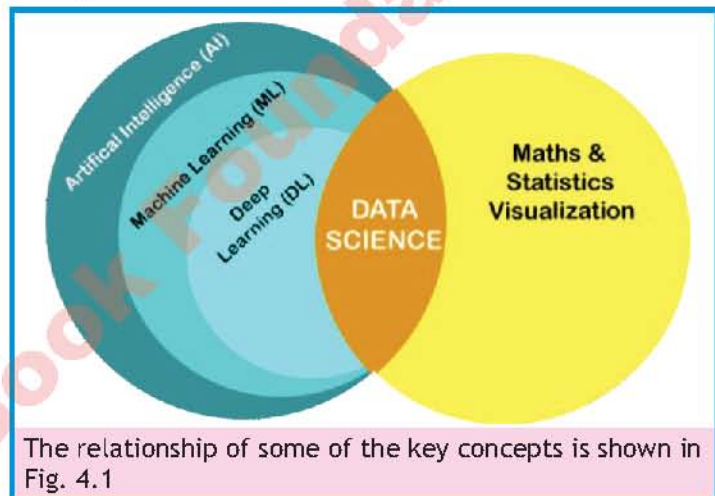 Artifical Intelligence (AI)
Machine Learning (ML)
Deep
Learning (DL)
DATA
SCIENCE
Maths &
Statistics
Visualization
The relationship of some of the key concepts is shown in
Fig. 4.1